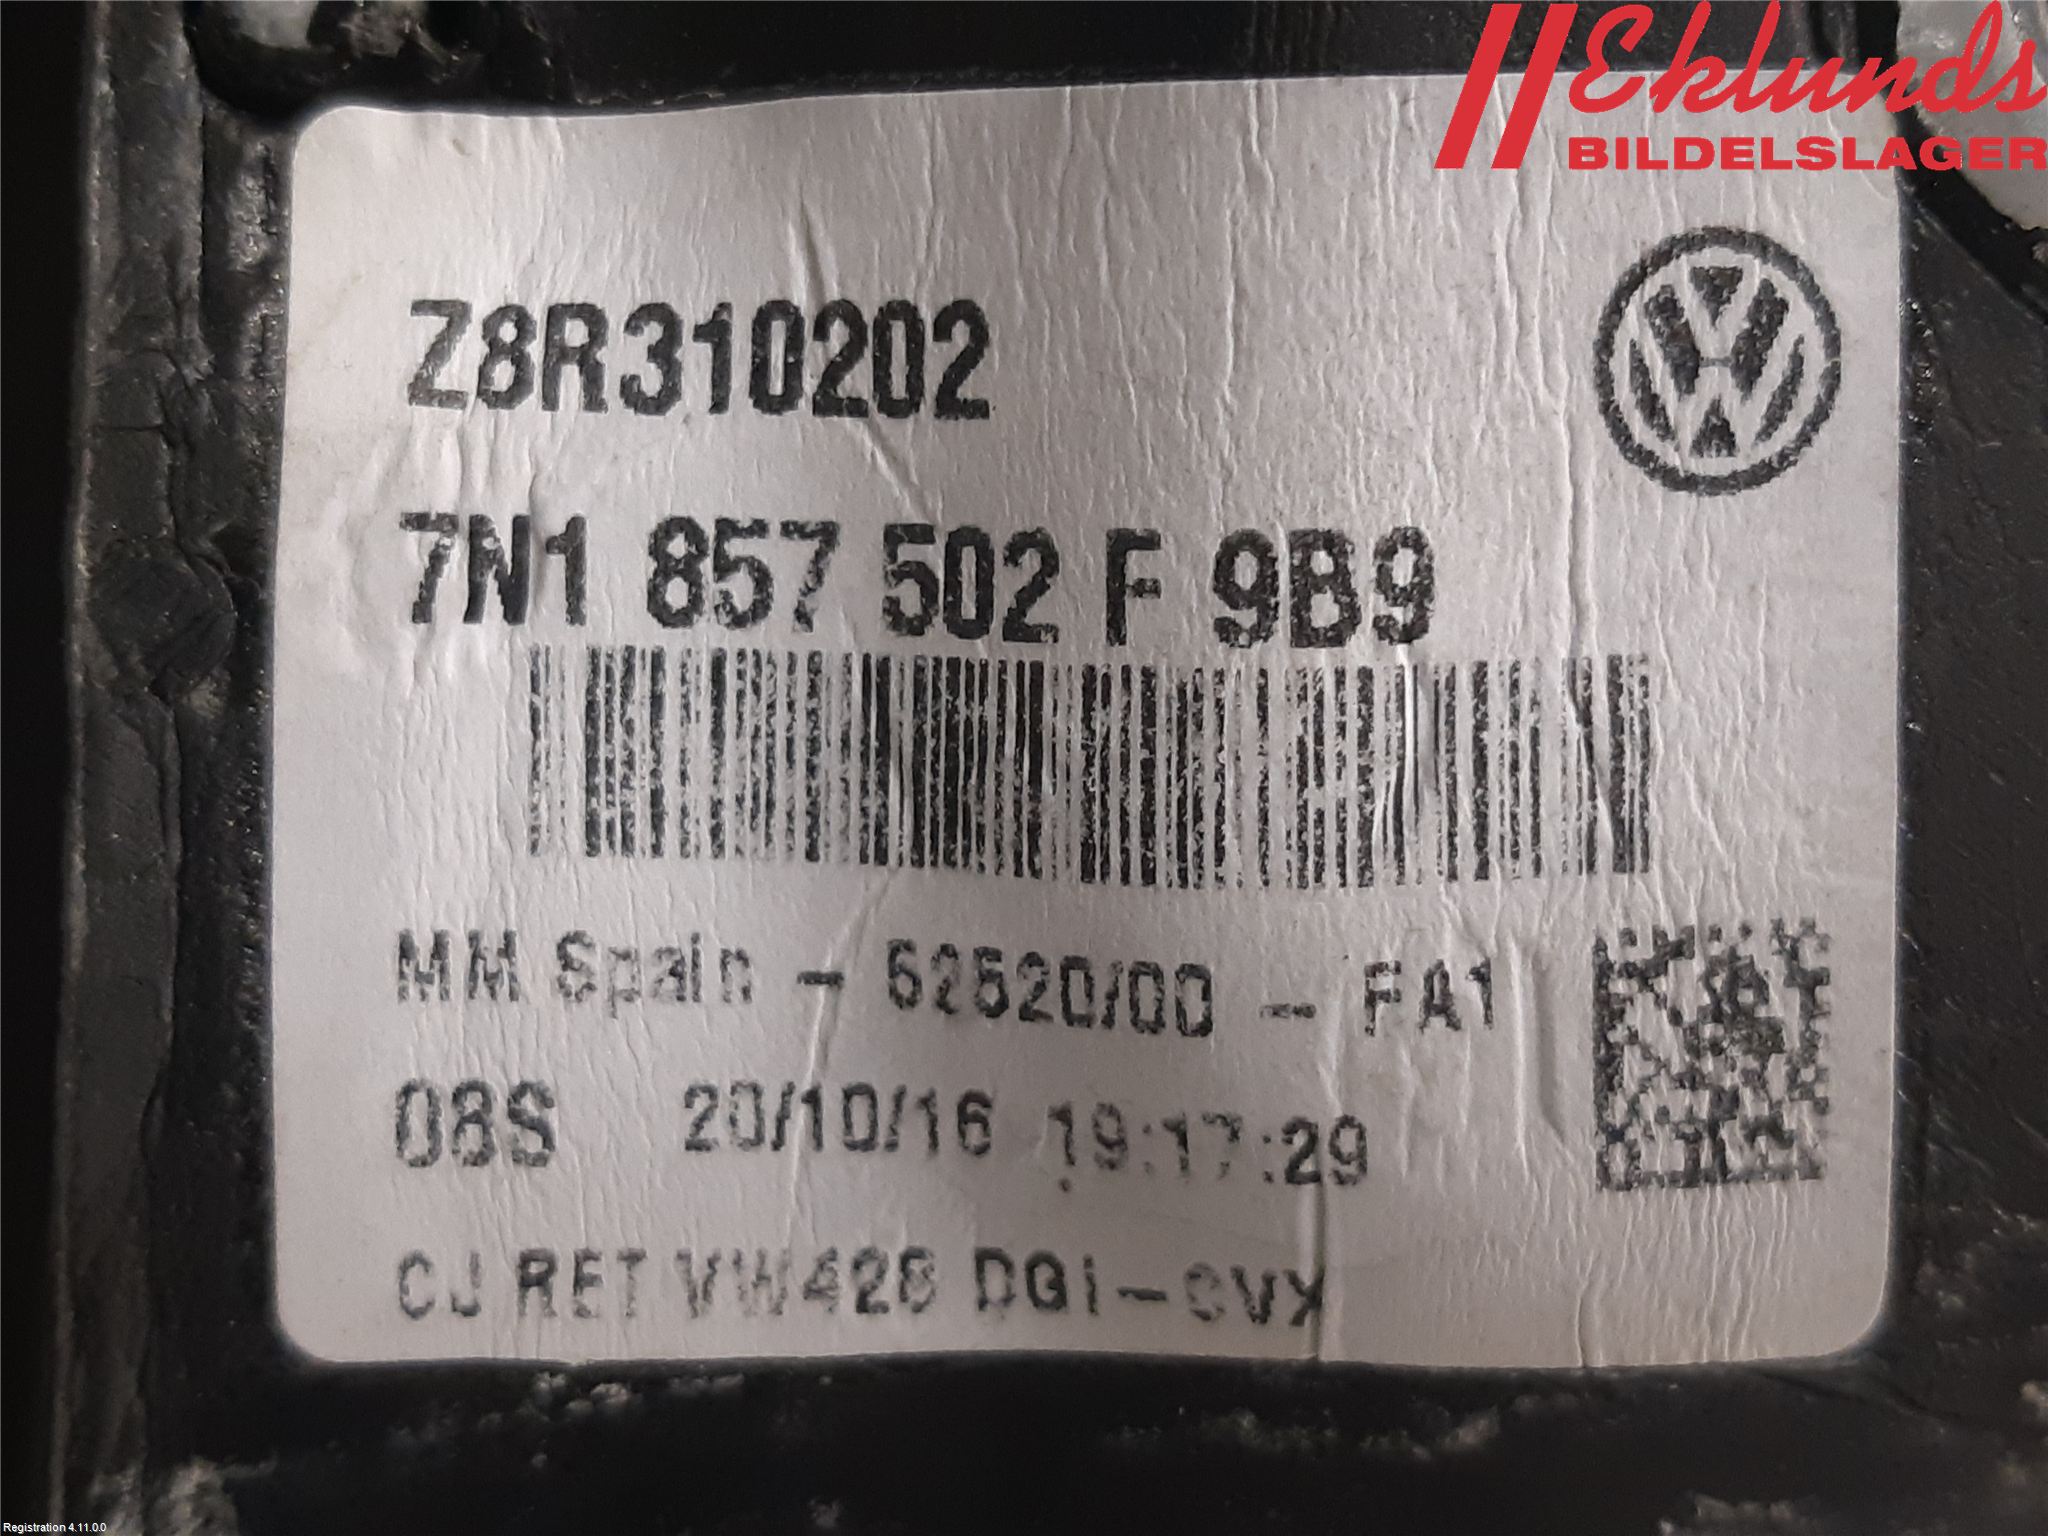 Eklunds
BILDELSLAGER
Z8R310202
7N1 857 502 F 9B9
MM Spain - 62620/00 - FA1
08S 20/10/16 19:17:29
CJ RET VW428 DGI-CVX
Registration 4.11.0.0